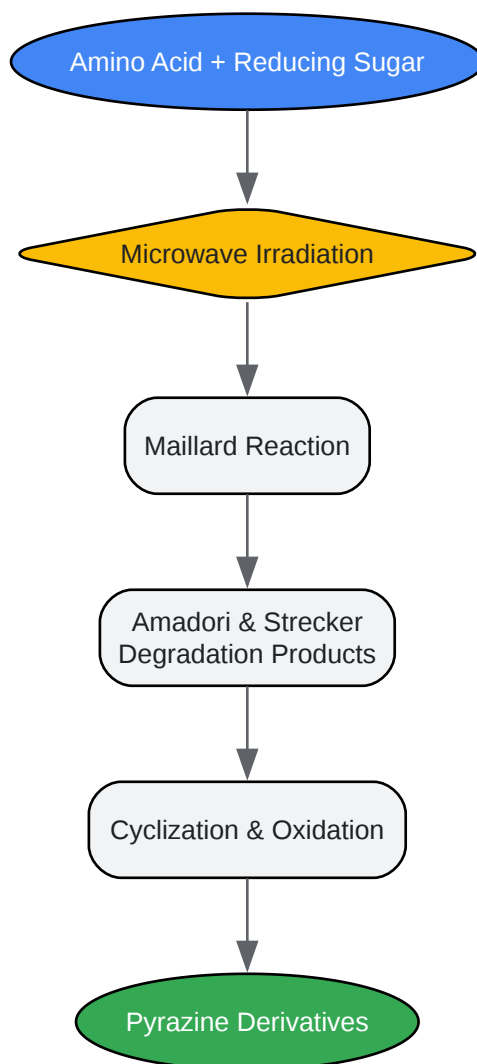 Amino Acid + Reducing Sugar
Microwave Irradiation
Maillard Reaction
Amadori & Strecker
Degradation Products
Cyclization & Oxidation
Pyrazine Derivatives